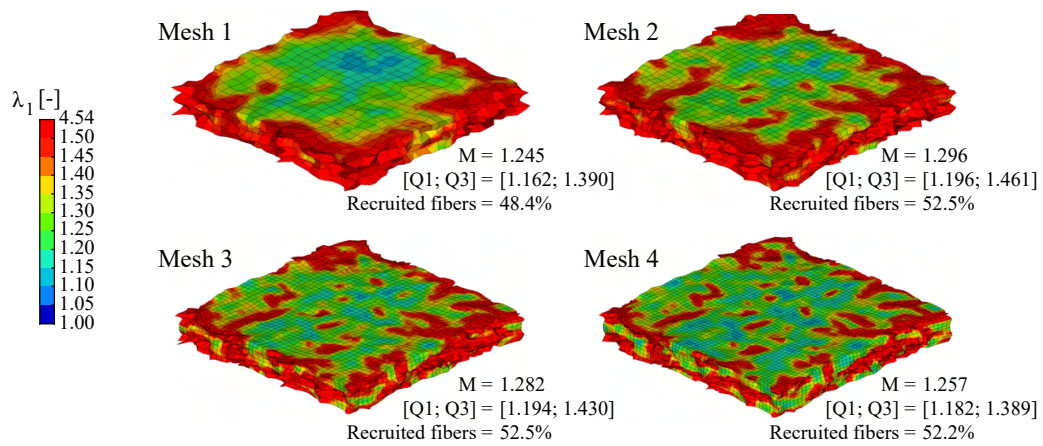 Mesh 1
Mesh 2
λ1 [-]
4.54
1.50
1.45
1.40
1.35
1.30
1.25
1.20
1.15
1.10
1.05
1.00
M = 1.245
[Q1; Q3] = [1.162; 1.390]
Recruited fibers = 48.4%
M = 1.296
[Q1; Q3] = [1.196; 1.461]
Recruited fibers = 52.5%
Mesh 3
Mesh 4
M = 1.282
[Q1; Q3] = [1.194; 1.430]
Recruited fibers = 52.5%
M = 1.257
[Q1; Q3] = [1.182; 1.389]
Recruited fibers = 52.2%